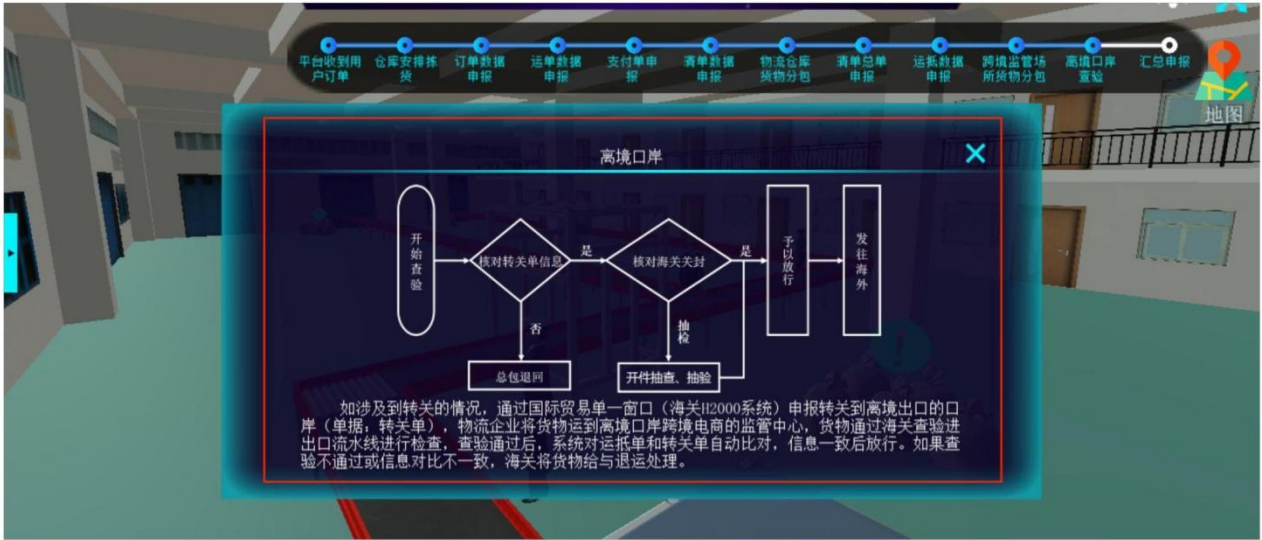 平台收到用
户订单
仓库安排拣
货
订单数据
申报
运单数据
申报
支付单申
报
清单数据
申报
物流仓库
货物分包
清单总单
申报
运抵数据
申报
跨境监管场
所货物分包
离境口岸
查验
汇总申报
地图
离境口岸
开始查验
核对转关单信息
是
核对海关关封
是
予以放行
发往海外
否
抽检
总包退回
开件抽查、抽验
如涉及到转关的情况，通过国际贸易单一窗口（海关H2000系统）申报转关到离境出口的口
岸（单据：转关单），物流企业将货物运到离境口岸跨境电商的监管中心，货物通过海关查验进
出口流水线进行检查，查验通过后，系统对运抵单和转关单自动比对，信息一致后放行。如果查
验不通过或信息对比不一致，海关将货物给与退运处理。